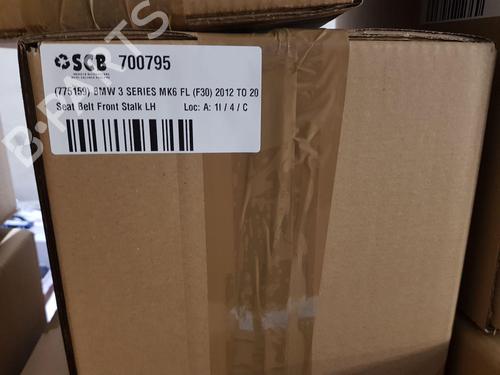 SCB 700795
(775159) BMW 3 SERIES MK6 FL (F30) 2012 TO 20
Seat Belt Front Stalk LH Loc: A: 1I / 4 / C
B-PARTS